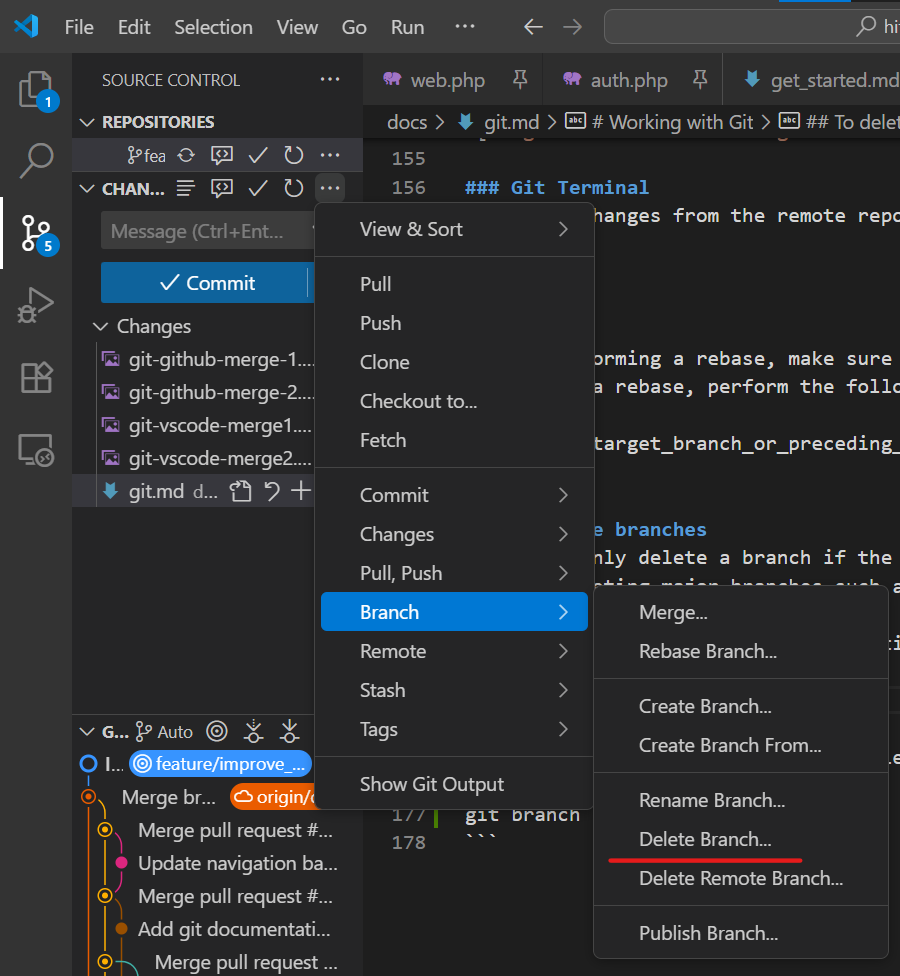 File Edit Selection View Go Run ... hi
1
SOURCE CONTROL ...
web.php auth.php get_started.md
REPOSITORIES
docs > git.md > # Working with Git > ## To delet
fea ...
155
CHAN... ...
156 ### Git Terminal
Message (Ctrl+Ent...
View & Sort
hanges from the remote repo
5
Commit
Pull
Changes
Push
git-github-merge-1....
Clone
orming a rebase, make sure
git-github-merge-2....
a rebase, perform the follo
git-vscode-merge1....
Checkout to...
git-vscode-merge2....
Fetch
target_branch_or_preceding_
git.md d...
Commit
Changes
e branches
Pull, Push
nly delete a branch if the
Branch
Remote
Stash
Tags
Show Git Output
Merge...
Rebase Branch...
Create Branch...
Create Branch From...
Rename Branch...
Delete Branch...
Delete Remote Branch...
Publish Branch...
G... Auto
I... feature/improve_...
Merge br... origin/
Merge pull request #...
Update navigation ba...
Merge pull request #...
Add git documentati...
Merge pull request ...
177 git branch
178 ```